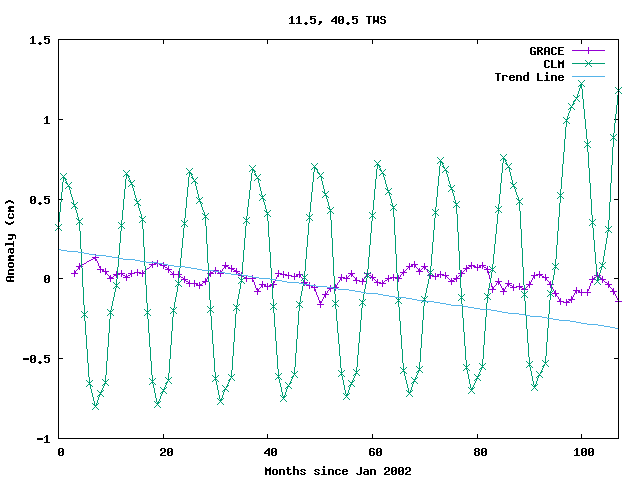 11.5, 40.5 TWS
GRACE
CLM
Trend Line
1.5
1
0.5
0
-0.5
-1
Anomaly (cm)
0 20 40 60 80 100
Months since Jan 2002